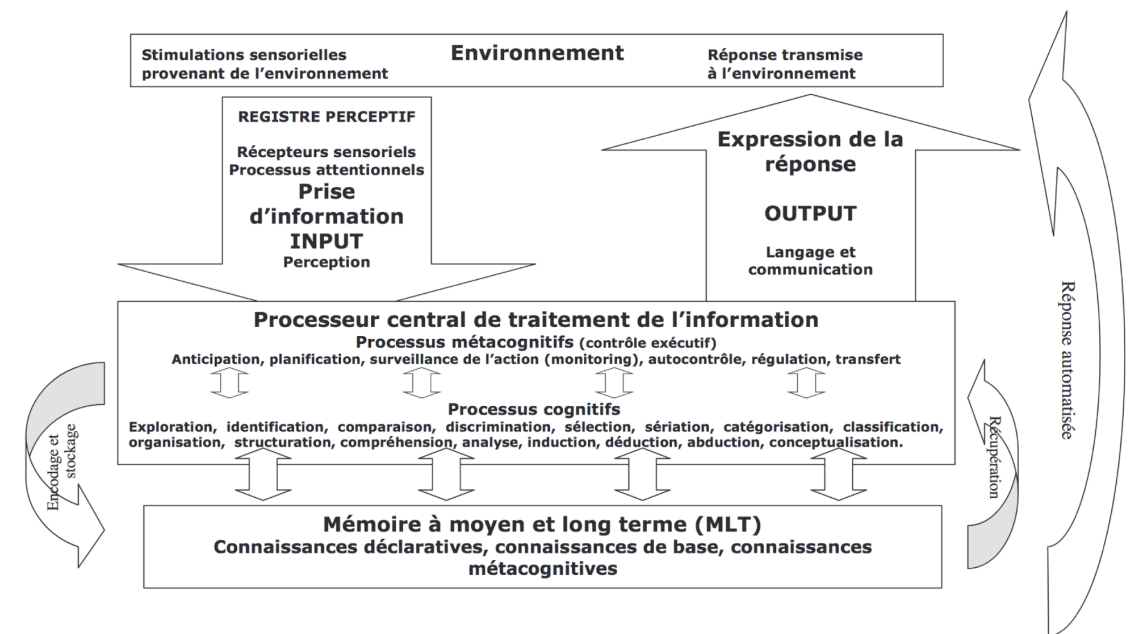 Stimulations sensorielles
provenant de l’environnement
Environnement
Réponse transmise
à l’environnement
REGISTRE PERCEPTIF
Récepteurs sensoriels
Processus attentionnels
Prise
d’information
INPUT
Perception
Expression de la
réponse
OUTPUT
Langage et
communication
Processeur central de traitement de l’information
Processus métacognitifs (contrôle exécutif)
Anticipation, planification, surveillance de l’action (monitoring), autocontrôle, régulation, transfert
Processus cognitifs
Exploration, identification, comparaison, discrimination, sélection, sériation, catégorisation, classification,
organisation, structuration, compréhension, analyse, induction, déduction, abduction, conceptualisation.
Encodage et
stockage
Récupération
Réponse automatisée
Mémoire à moyen et long terme (MLT)
Connaissances déclaratives, connaissances de base, connaissances
métacognitives